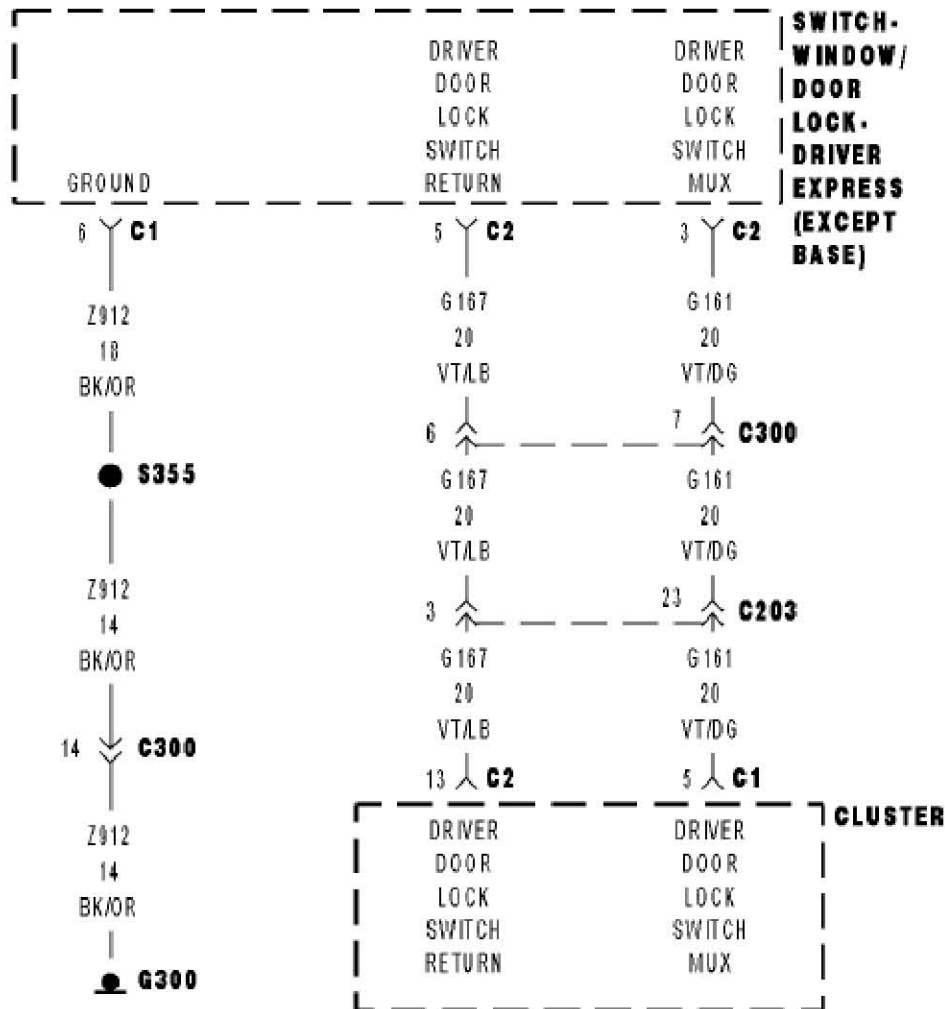 SWITCH-
WINDOW/
DOOR
LOCK-
DRIVER
EXPRESS
(EXCEPT
BASE)
GROUND
DRIVER
DOOR
LOCK
SWITCH
RETURN
DRIVER
DOOR
LOCK
SWITCH
MUX
6 C1
5 C2
3 C2
Z912
18
BK/OR
G167
20
VT/LB
G161
20
VT/DG
6
7 C300
S355
G167
20
VT/LB
G161
20
VT/DG
Z912
14
BK/OR
3
23 C203
G167
20
VT/LB
G161
20
VT/DG
14 C300
13 C2
5 C1
Z912
14
BK/OR
G300
CLUSTER
DRIVER
DOOR
LOCK
SWITCH
RETURN
DRIVER
DOOR
LOCK
SWITCH
MUX